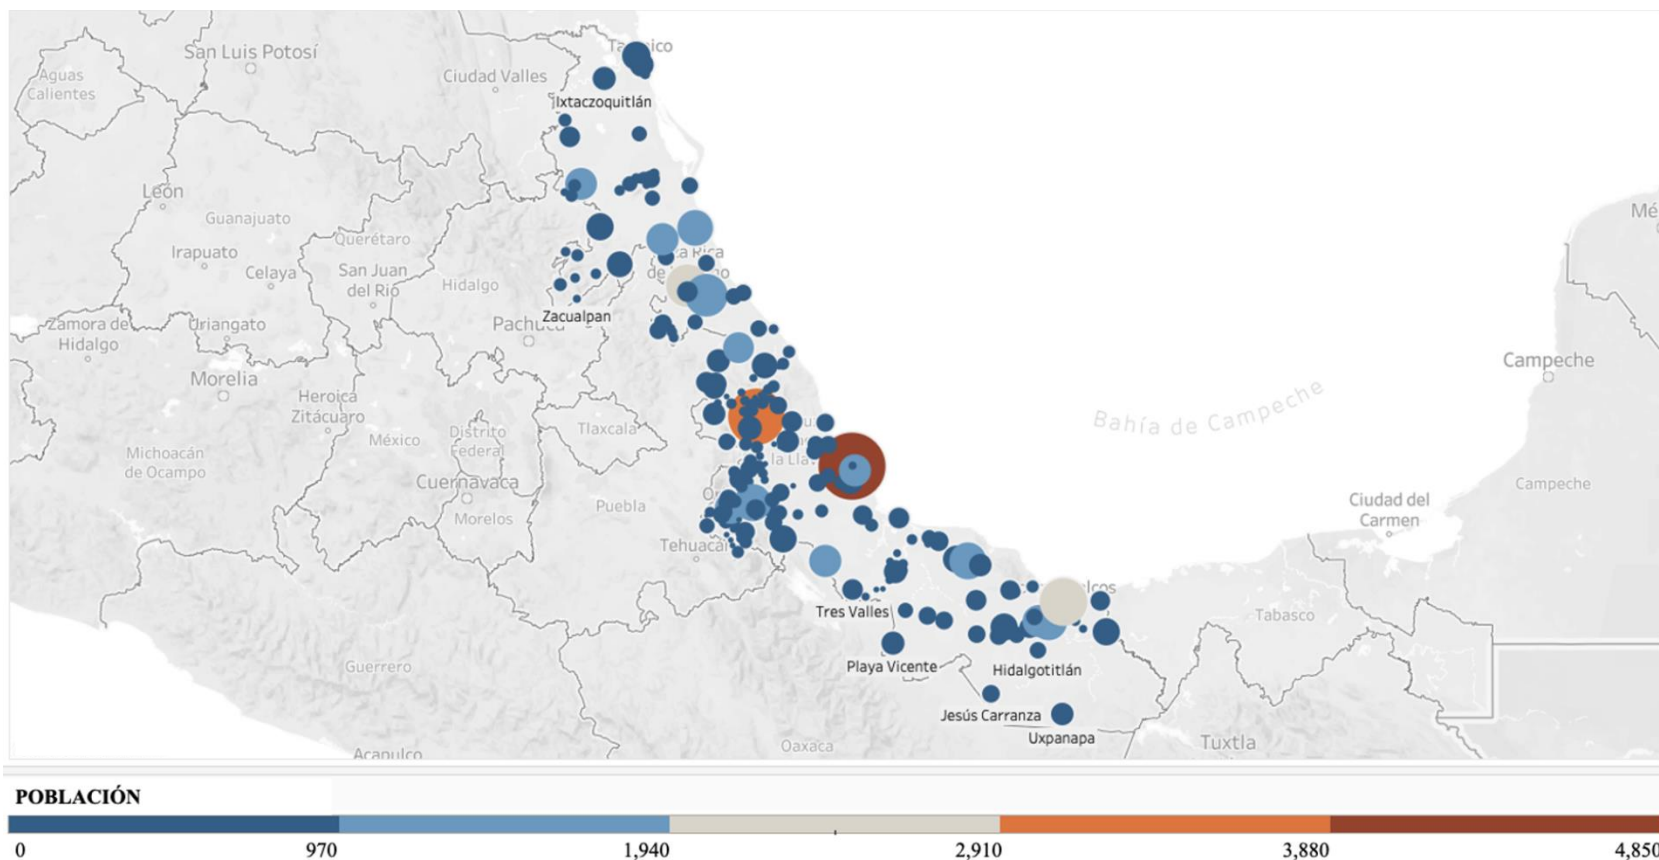 San Luis Potosí
Ciudad Valles
Aguas
Calientes
Ixtaczoquitlán
León
Guanajuato
Irapuato
Querétaro
Celaya
San Juan
del Río
Hidalgo
Zacualpan
Zamora de
Hidalgo
Uriangato
Pachuca
Morelia
Heroica
Zitácuaro
México
Distrito
Federal
Tlaxcala
Michoacán
de Ocampo
Cuernavaca
Morelos
Puebla
Tehuacán
Bahía de Campeche
Campeche
Campeche
Ciudad del
Carmen
Tres Valles
Playa Vicente
Hidalgotitlán
Jesús Carranza
Uxpanapa
Tabasco
Guerrero
Acapulco
Oaxaca
Tuxtla
POBLACIÓN
0 970 1,940 2,910 3,880 4,850